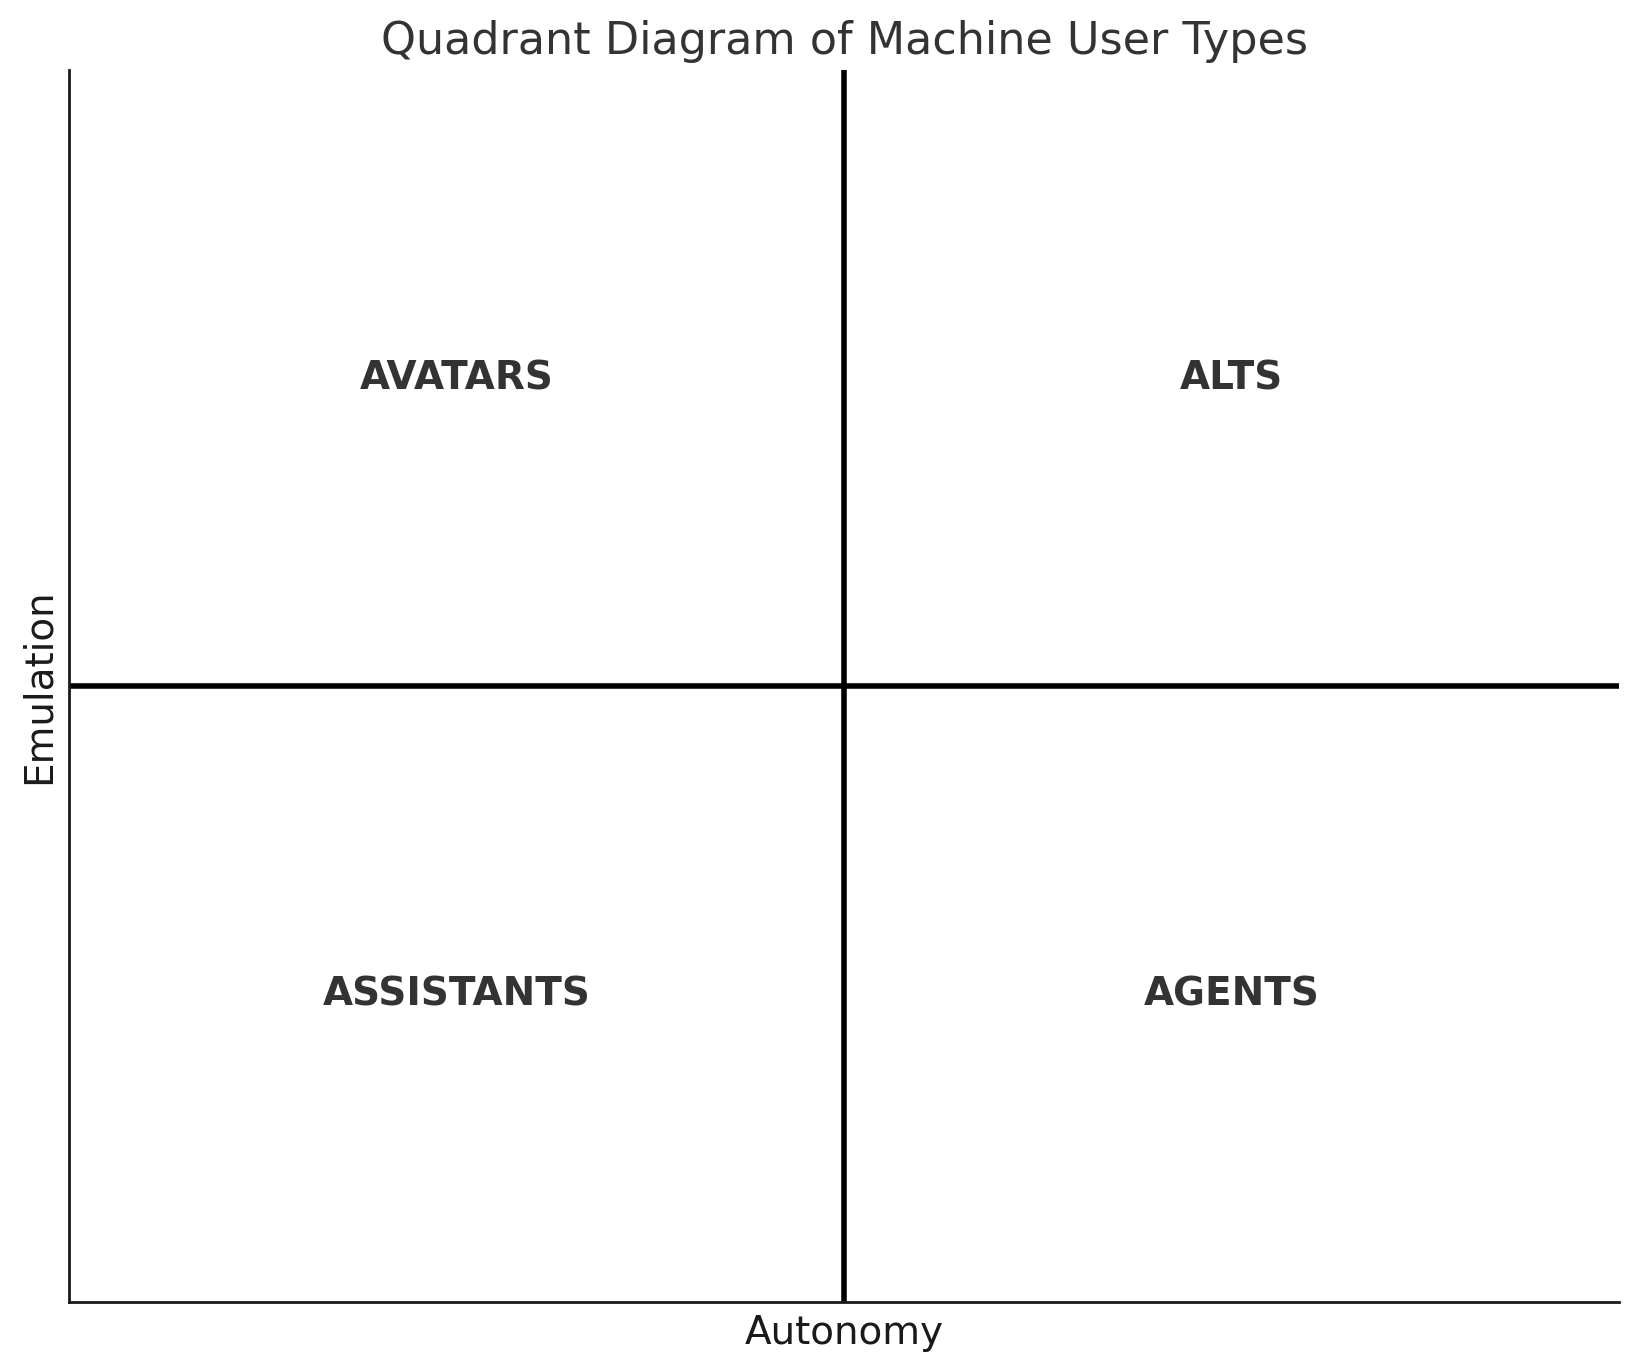 Quadrant Diagram of Machine User Types
AVATARS
ALTS
Emulation
ASSISTANTS
AGENTS
Autonomy